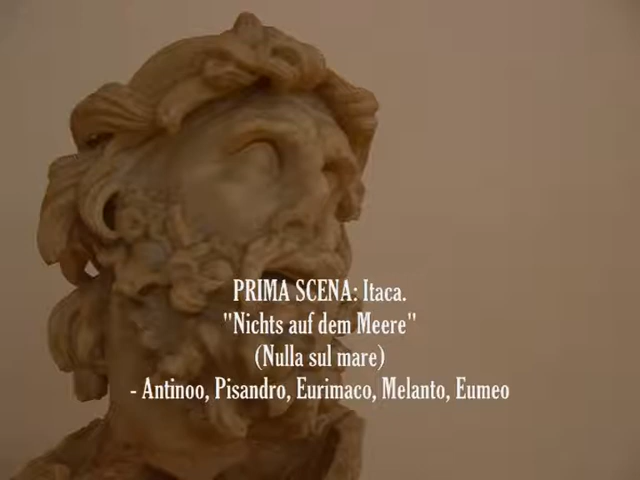 PRIMA SCENA: Itaca.
"Nichts auf dem Meere"
(Nulla sul mare)
- Antinoo, Pisandro, Eurimaco, Melanto, Eumeo